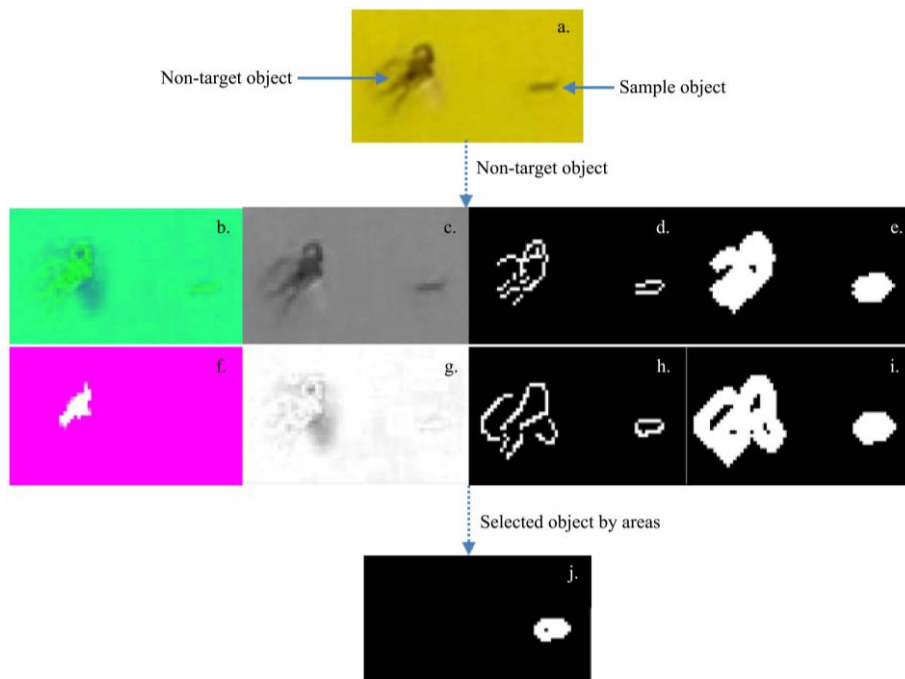 a.
Non-target object
Sample object
Non-target object
b.
c.
d.
e.
f.
g.
h.
i.
Selected object by areas
j.